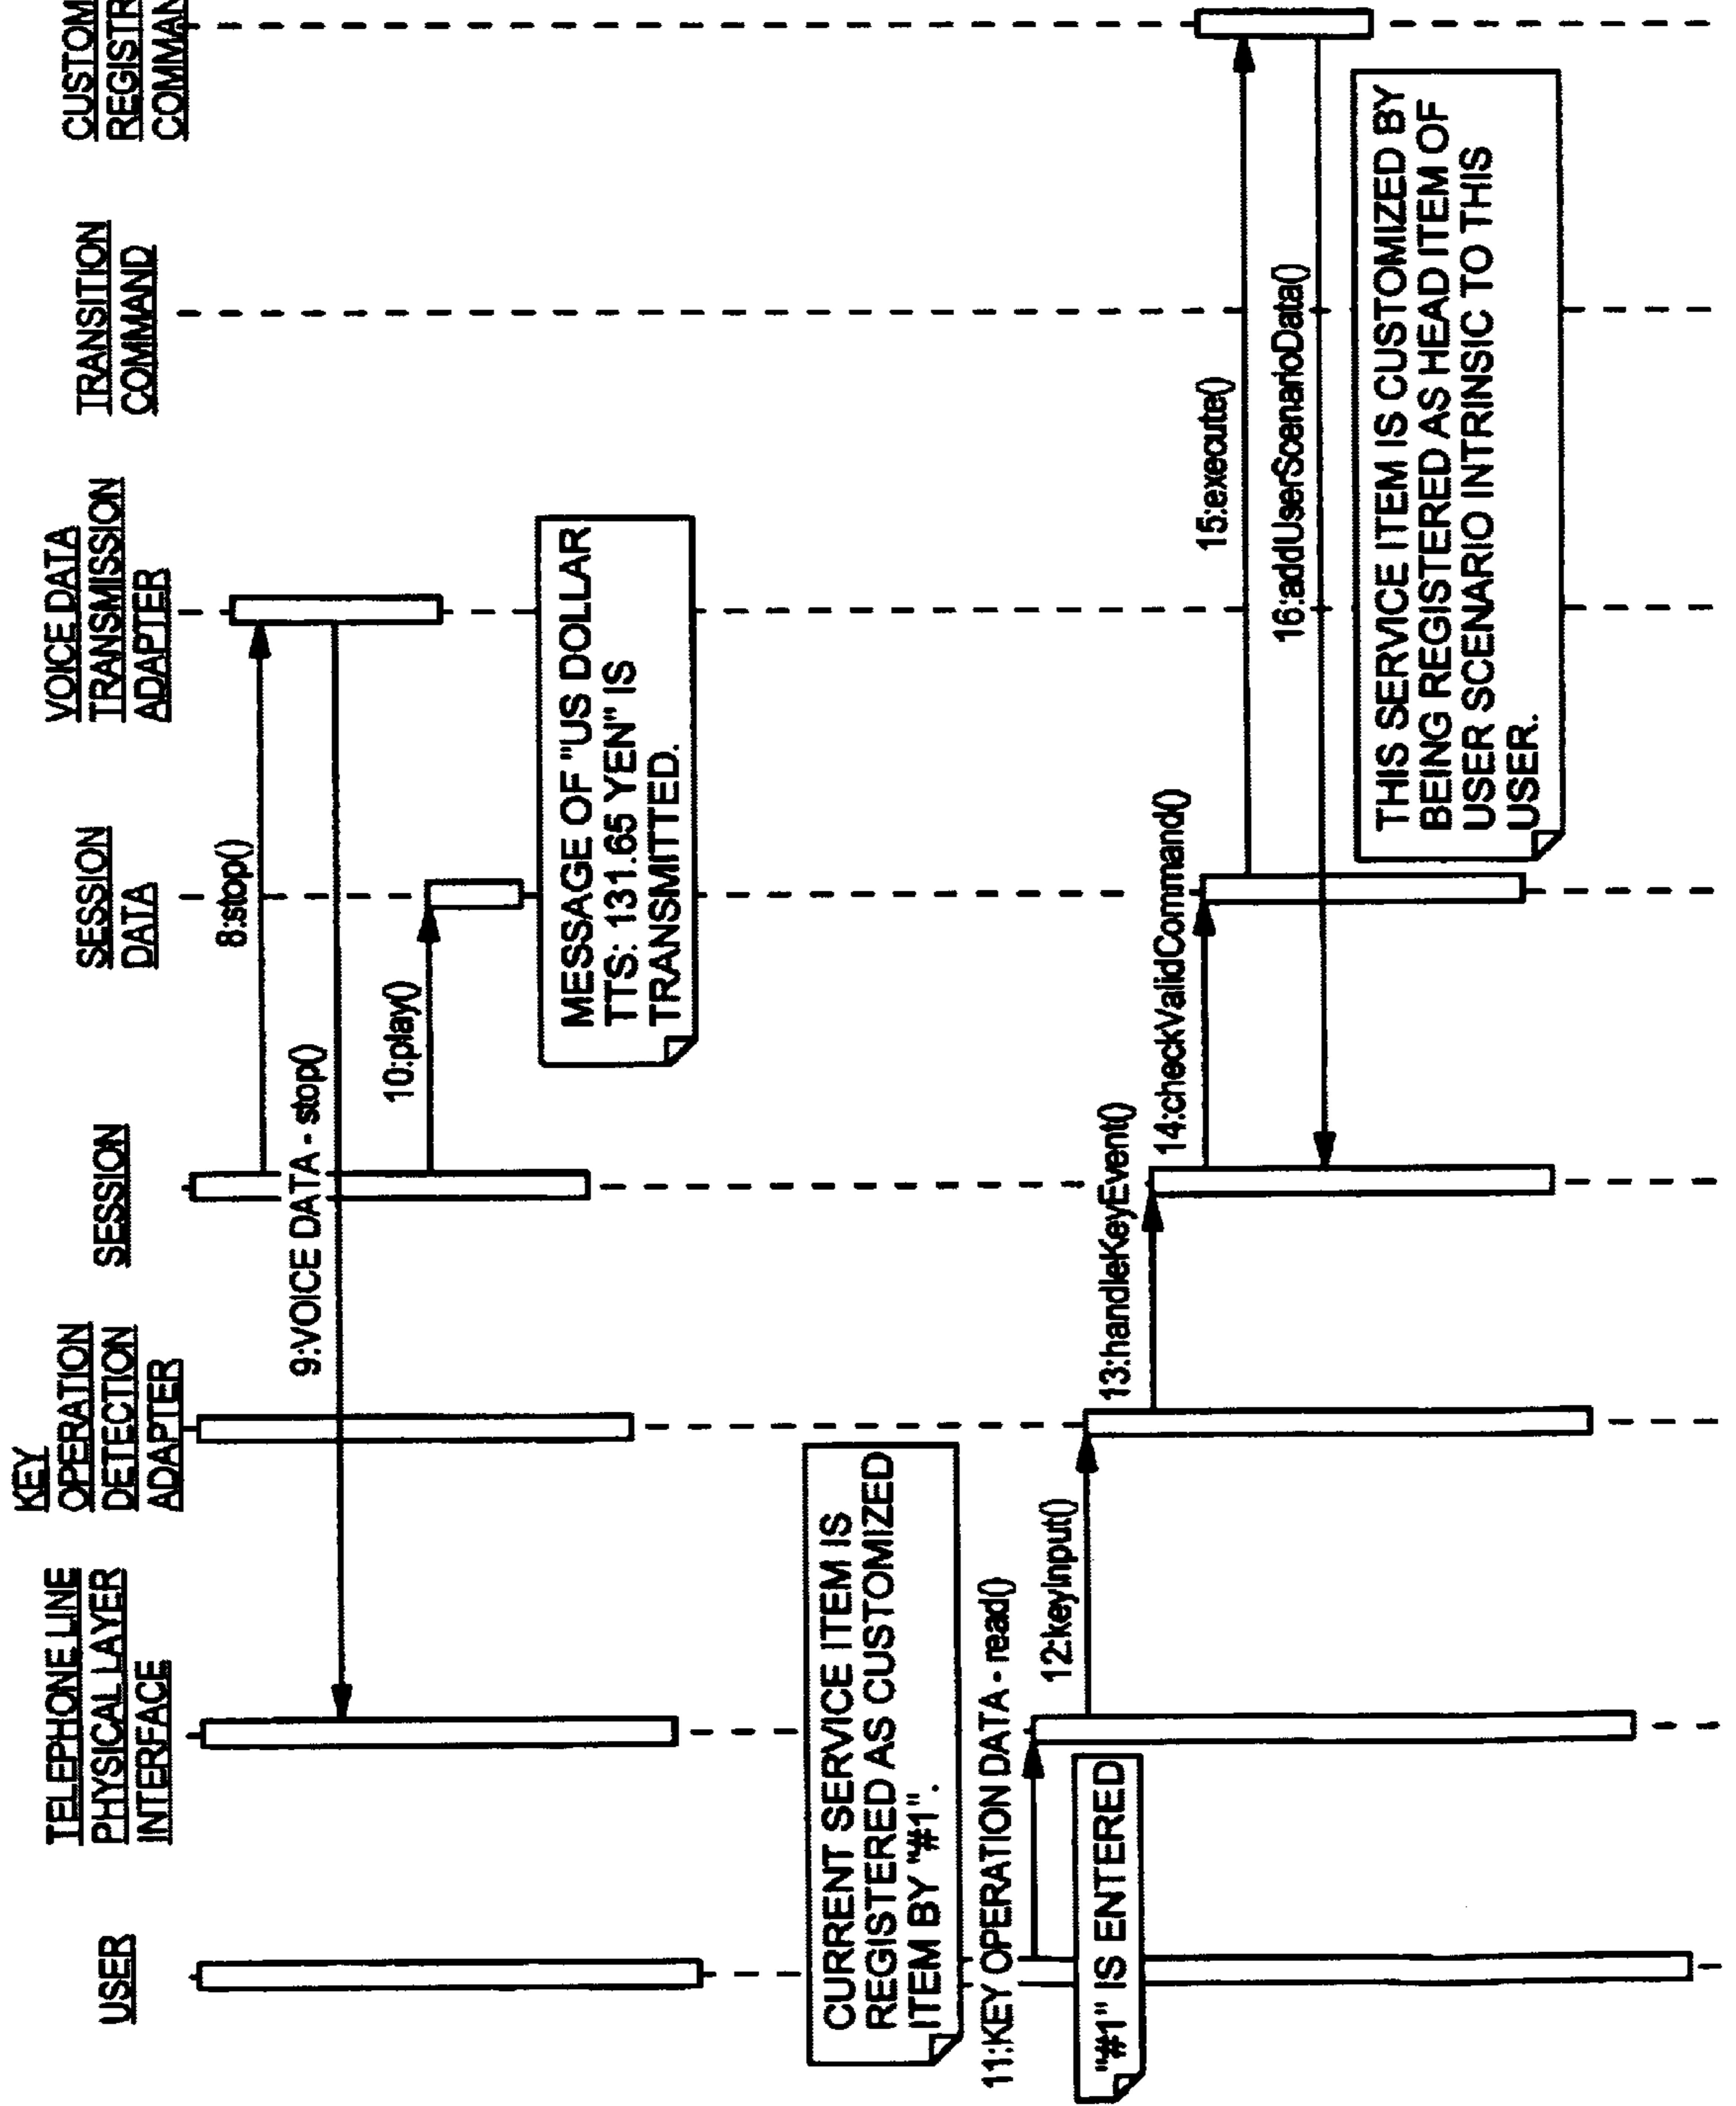 USER
TELEPHONE LINE
PHYSICAL LAYER
INTERFACE
KEY
OPERATION
DETECTION
ADAPTER
SESSION
SESSION
DATA
VOICE DATA
TRANSMISSION
ADAPTER
TRANSITION
COMMAND
CUSTOM
REGISTR
COMMAN
8:stop()
9:VOICE DATA - stop()
10:play()
MESSAGE OF "US DOLLAR
TTS: 131.65 YEN" IS
TRANSMITTED.
CURRENT SERVICE ITEM IS
REGISTERED AS CUSTOMIZED
ITEM BY "#1".
11:KEY OPERATION DATA - read()
"#1" IS ENTERED
12:keyInput()
13:handleKeyEvent()
14:checkValidCommand()
15:execute()
16:addUserScenarioData()
THIS SERVICE ITEM IS CUSTOMIZED BY
BEING REGISTERED AS HEAD ITEM OF
USER SCENARIO INTRINSIC TO THIS
USER.